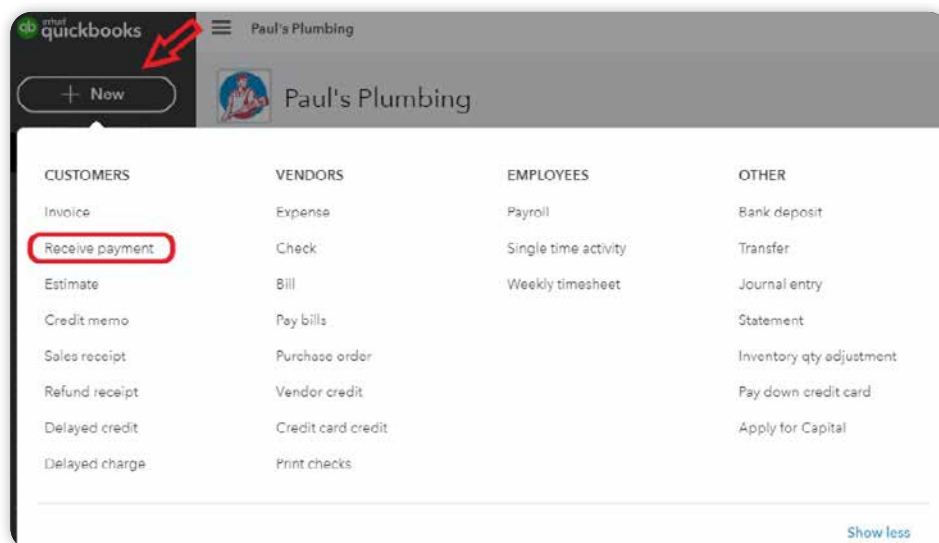 qb intuit
quickbooks
Paul's Plumbing
+ New
Paul's Plumbing
CUSTOMERS
Invoice
Receive payment
Estimate
Credit memo
Sales receipt
Refund receipt
Delayed credit
Delayed charge
VENDORS
Expense
Check
Bill
Pay bills
Purchase order
Vendor credit
Credit card credit
Print checks
EMPLOYEES
Payroll
Single time activity
Weekly timesheet
OTHER
Bank deposit
Transfer
Journal entry
Statement
Inventory qty adjustment
Pay down credit card
Apply for Capital
Show less